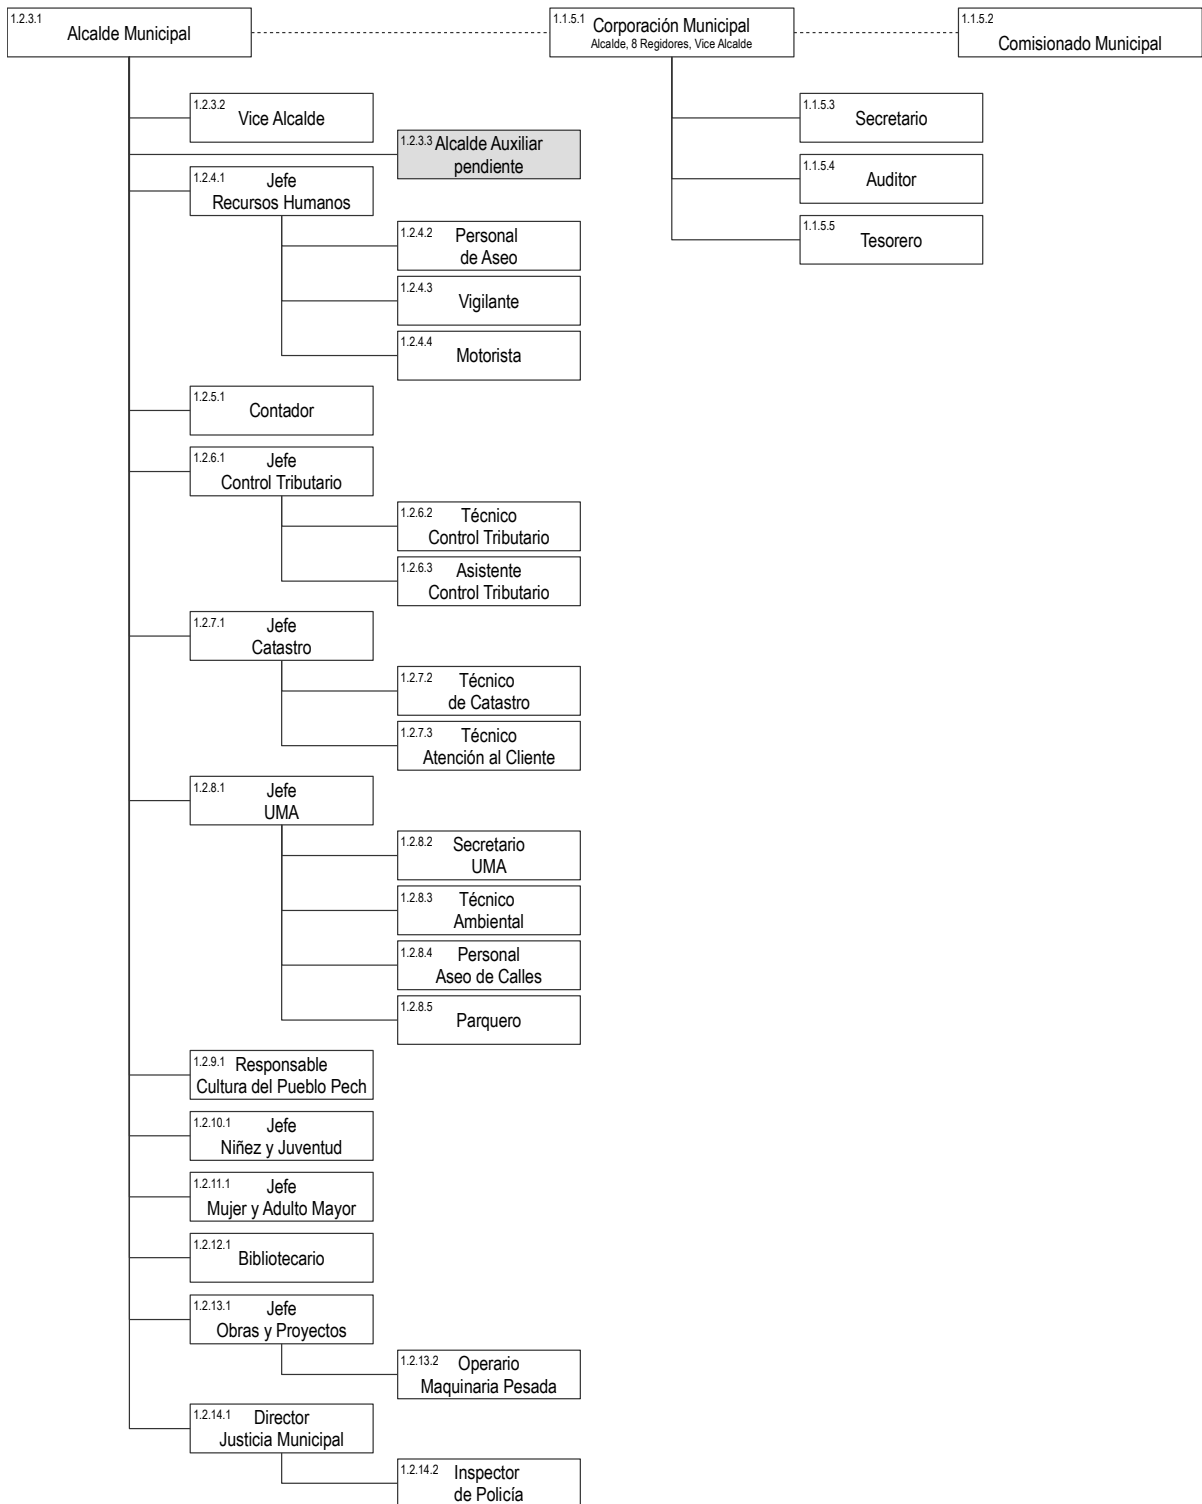 1.2.3.1
Alcalde Municipal
1.1.5.1
Corporación Municipal
Alcalde, 8 Regidores, Vice Alcalde
1.1.5.2
Comisionado Municipal
1.2.3.2
Vice Alcalde
1.2.3.3 Alcalde Auxiliar
pendiente
1.2.4.1 Jefe
Recursos Humanos
1.2.4.2 Personal
de Aseo
1.2.4.3
Vigilante
1.2.4.4
Motorista
1.1.5.3
Secretario
1.1.5.4
Auditor
1.1.5.5
Tesorero
1.2.5.1
Contador
1.2.6.1 Jefe
Control Tributario
1.2.6.2 Técnico
Control Tributario
1.2.6.3 Asistente
Control Tributario
1.2.7.1 Jefe
Catastro
1.2.7.2 Técnico
de Catastro
1.2.7.3 Técnico
Atención al Cliente
1.2.8.1 Jefe
UMA
1.2.8.2 Secretario
UMA
1.2.8.3 Técnico
Ambiental
1.2.8.4 Personal
Aseo de Calles
1.2.8.5
Parquero
1.2.9.1 Responsable
Cultura del Pueblo Pech
1.2.10.1 Jefe
Niñez y Juventud
1.2.11.1 Jefe
Mujer y Adulto Mayor
1.2.12.1
Bibliotecario
1.2.13.1 Jefe
Obras y Proyectos
1.2.13.2 Operario
Maquinaria Pesada
1.2.14.1 Director
Justicia Municipal
1.2.14.2 Inspector
de Policía